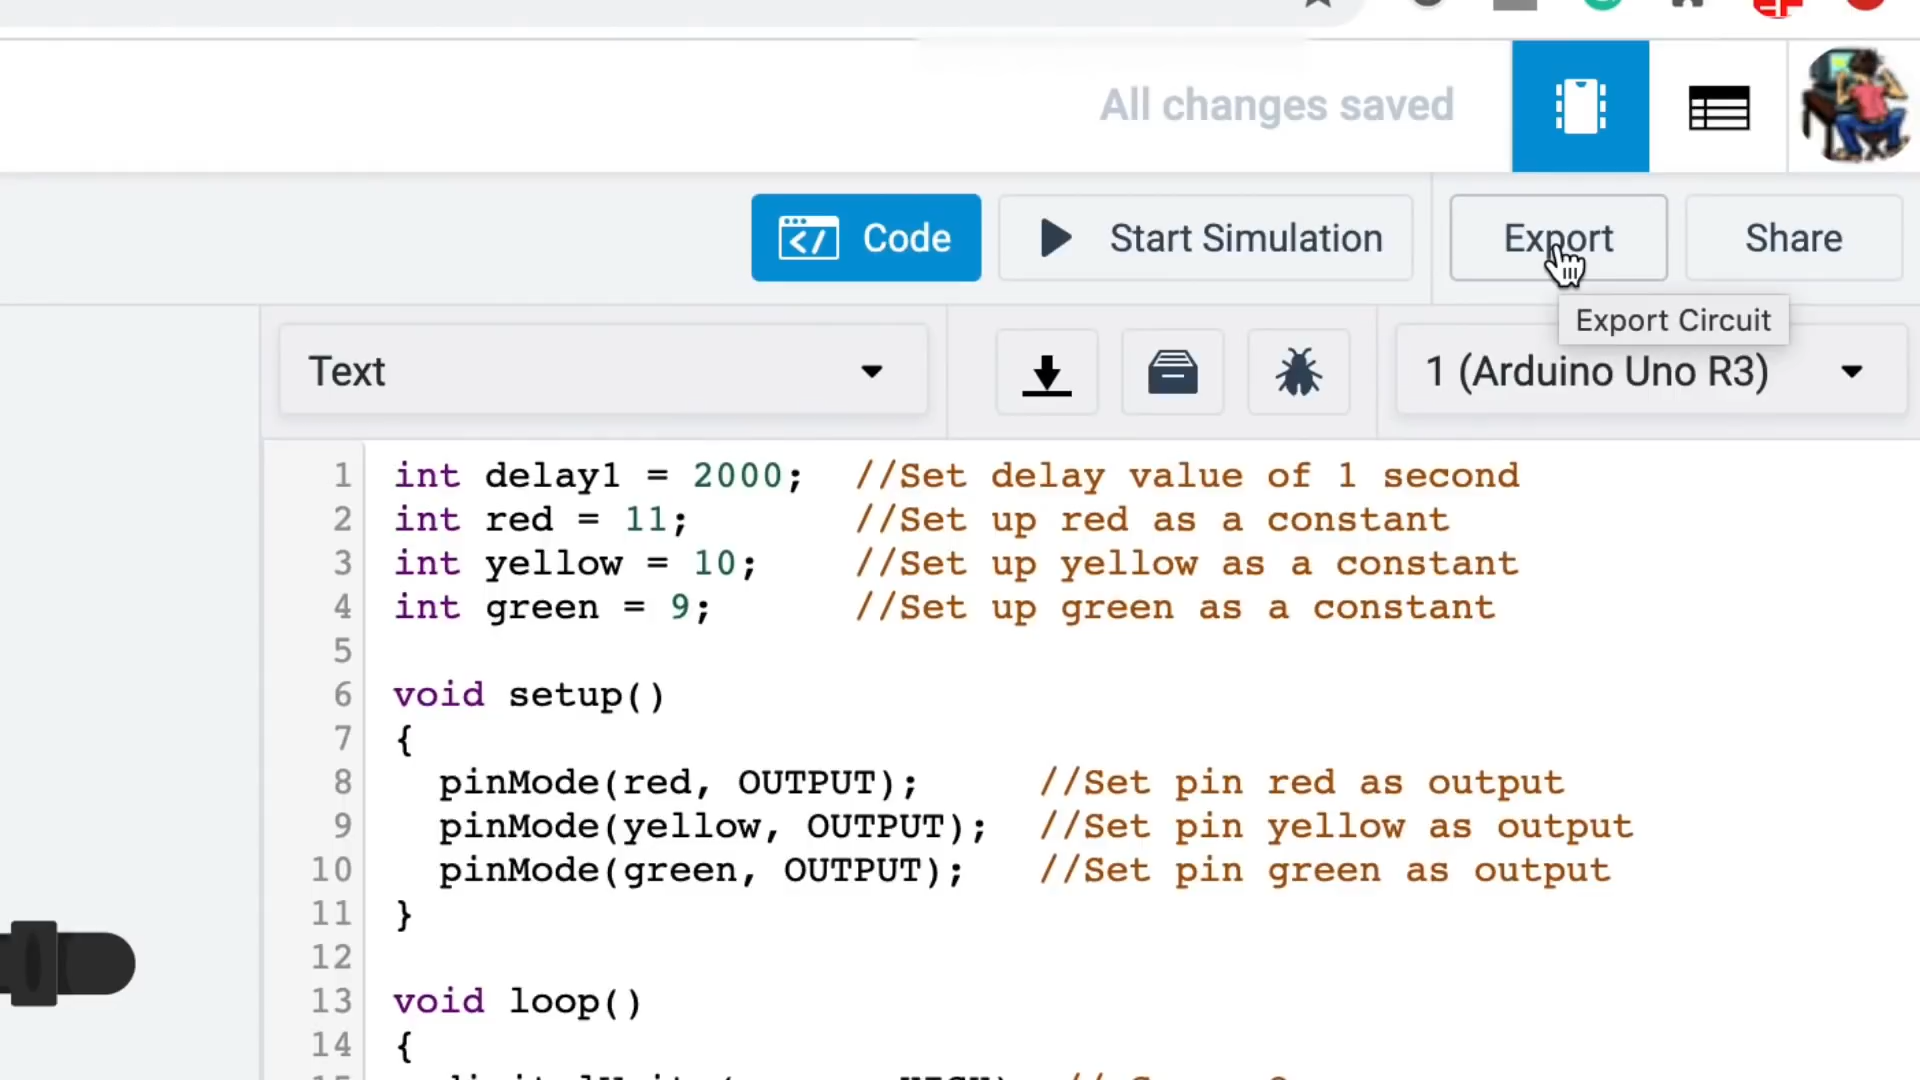 All changes saved
Code
Start Simulation
Export
Share
Export Circuit
Text
1 (Arduino Uno R3)
1 int delay1 = 2000; //Set delay value of 1 second
2 int red = 11; //Set up red as a constant
3 int yellow = 10; //Set up yellow as a constant
4 int green = 9; //Set up green as a constant
5
6 void setup()
7 {
8 pinMode(red, OUTPUT); //Set pin red as output
9 pinMode(yellow, OUTPUT); //Set pin yellow as output
10 pinMode(green, OUTPUT); //Set pin green as output
11 }
12
13 void loop()
14 {